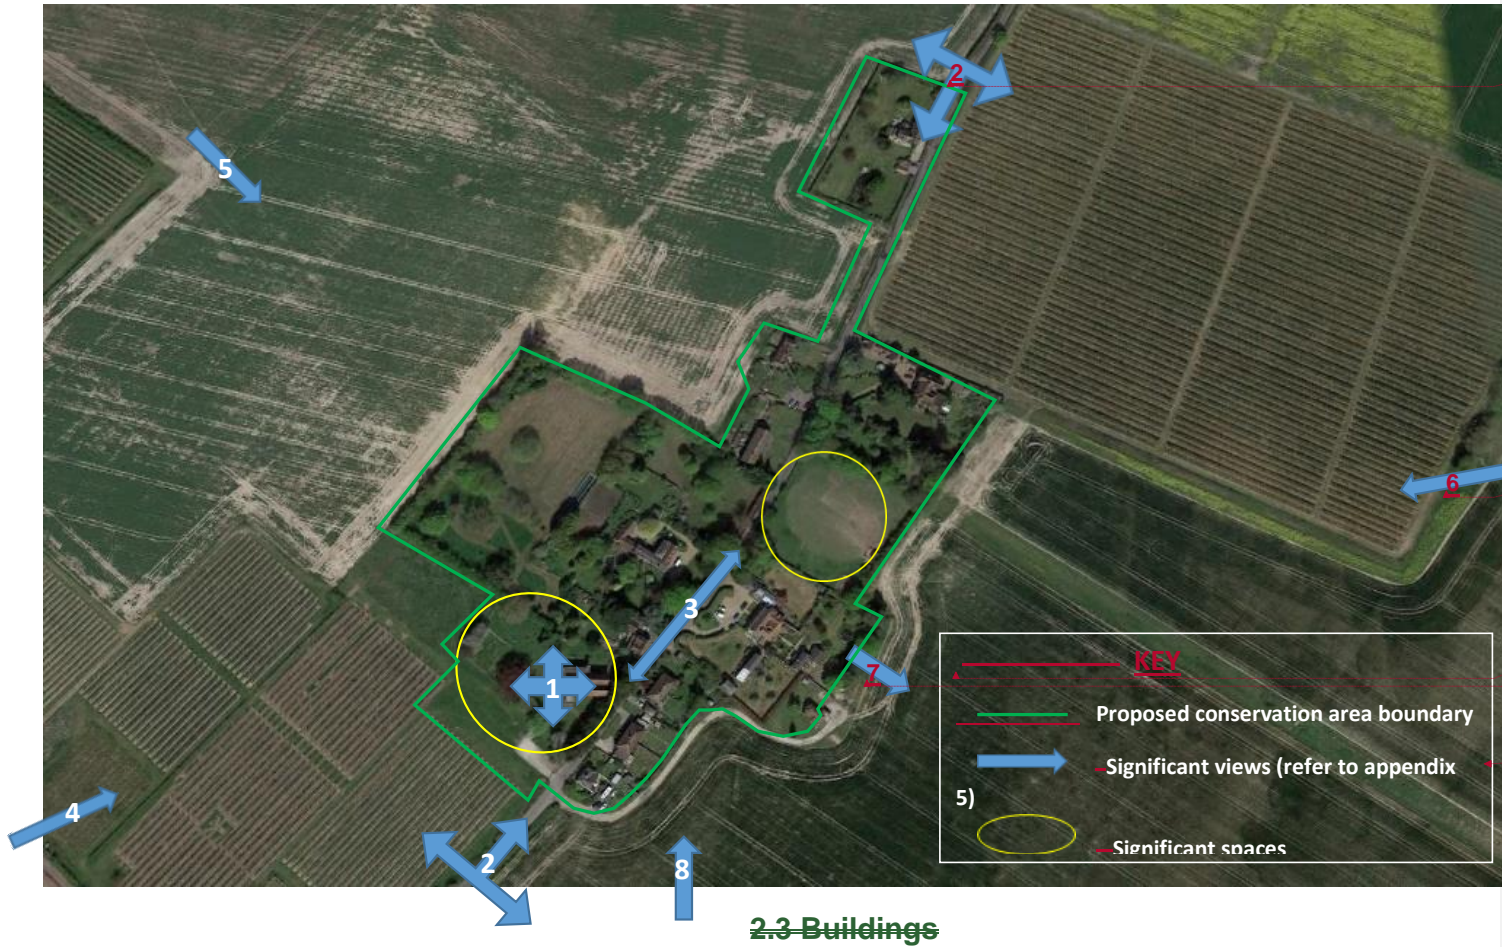 2
5
6
3
7
1
4
2
8
KEY
Proposed conservation area boundary
Significant views (refer to appendix
5)
Significant spaces
2.3 Buildings